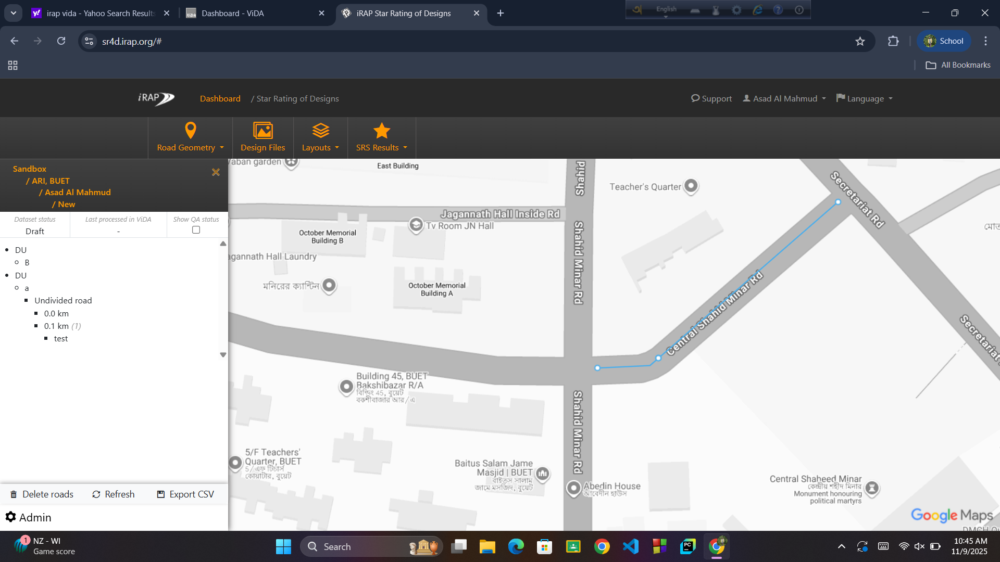 irap vida - Yahoo Search Results
Dashboard - ViDA
iRAP Star Rating of Designs
English
sr4d.irap.org/#
School
All Bookmarks
iRAP
Dashboard / Star Rating of Designs
Support
Asad Al Mahmud
Language
Road Geometry
Design Files
Layouts
SRS Results
Sandbox
/ ARI, BUET
/ Asad Al Mahmud
/ New
Dataset status
Draft
Last processed in ViDA
-
Show QA status
DU
B
DU
a
Undivided road
0.0 km
0.1 km (1)
test
Delete roads
Refresh
Export CSV
Admin
garden
East Building
Shahid
Teacher's Quarter
Secretariat Rd
Jagannath Hall Inside Rd
Tv Room JN Hall
October Memorial
Building B
Shahid Minar Rd
agannath Hall Laundry
মনিরের ক্যান্টিন
October Memorial
Building A
Central Shahid Minar Rd
Secretariat
Building 45, BUET
Bakshibazar R/A
বিল্ডিং 45, বুয়েট
বকশীবাজার আর/এ
Shahid Minar Rd
5/F Teachers'
Quarter, BUET
5/এফ টিচার্স
কোয়ার্টার, বুয়েট
Baitus Salam Jame
Masjid | BUET
বাইতুস সালাম
জামে মসজিদ, বুয়েট
Abedin House
আবেদীন হাউস
Central Shaheed Minar
কেন্দ্রীয় শহীদ মিনার
Monument honouring
political martyrs
Google Maps
NZ - WI
Game score
1
Search
PC
10:45 AM
11/9/2025